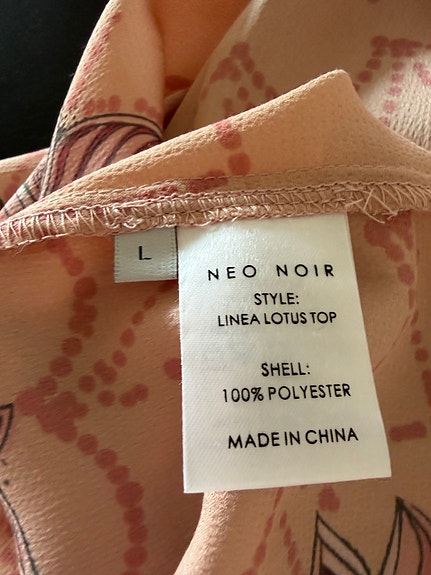 L
NEO NOIR
STYLE:
LINEA LOTUS TOP
SHELL:
100% POLYESTER
MADE IN CHINA